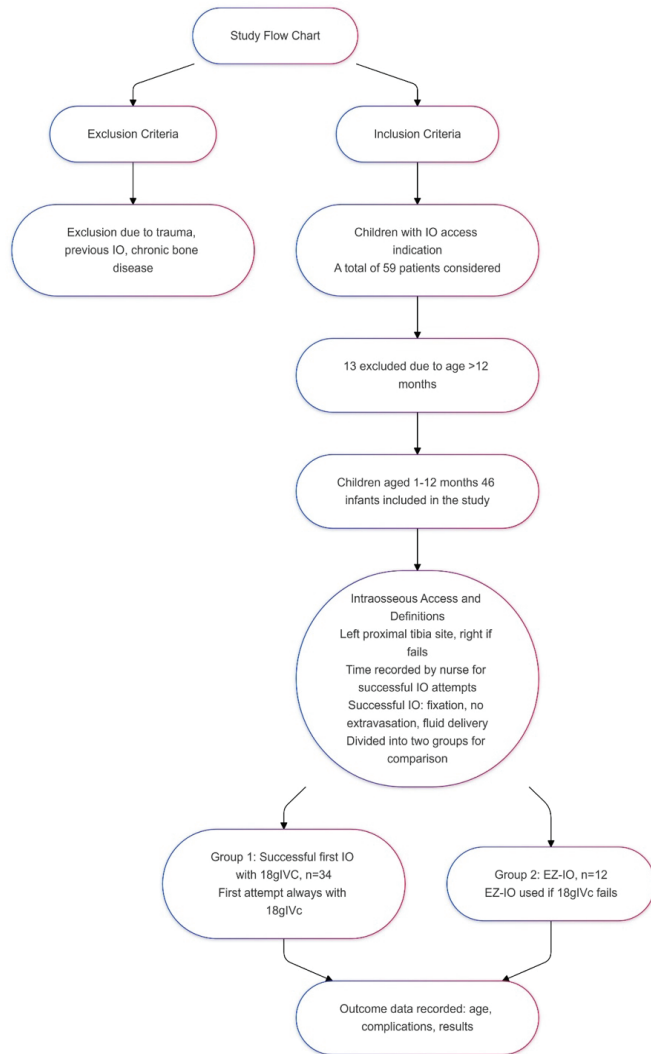 Study Flow Chart
Exclusion Criteria
Inclusion Criteria
Exclusion due to trauma,
previous IO, chronic bone
disease
Children with IO access
indication
A total of 59 patients considered
13 excluded due to age >12
months
Children aged 1-12 months 46
infants included in the study
Intraosseous Access and
Definitions
Left proximal tibia site, right if
fails
Time recorded by nurse for
successful IO attempts
Successful IO: fixation, no
extravasation, fluid delivery
Divided into two groups for
comparison
Group 1: Successful first IO
with 18gIVC, n=34
First attempt always with
18gIVc
Group 2: EZ-IO, n=12
EZ-IO used if 18gIVc fails
Outcome data recorded: age,
complications, results